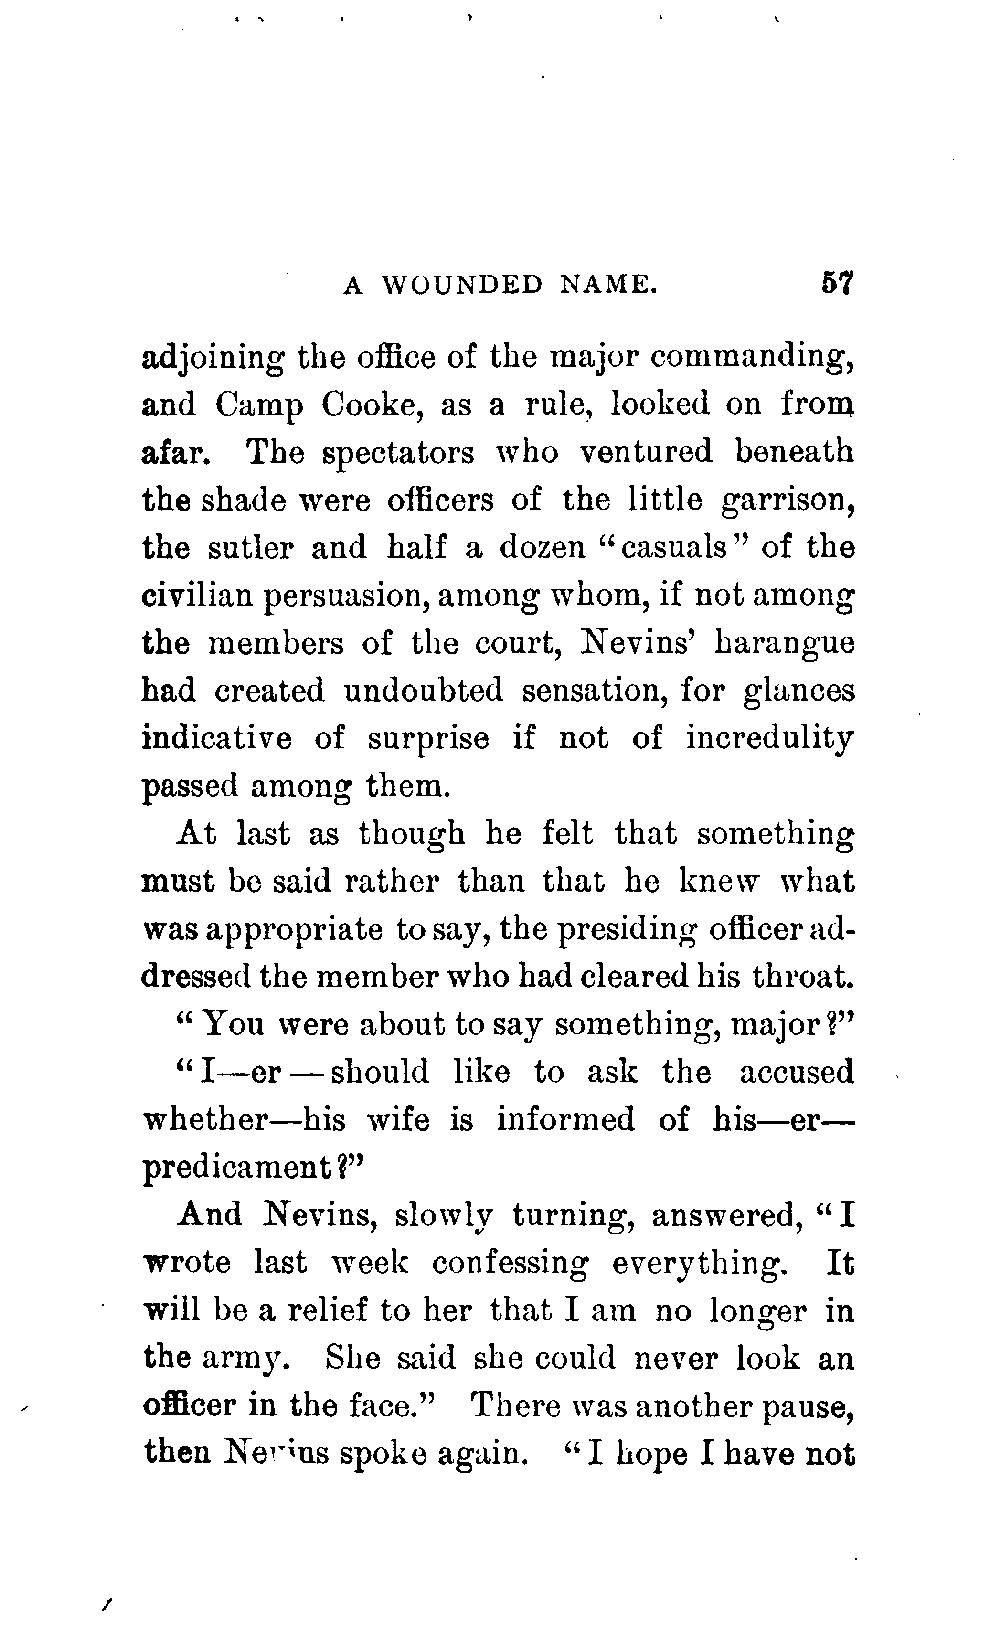 A WOUNDED NAME. 57
adjoining the office of the major commanding,
and Camp Cooke, as a rule, looked on from
afar. The spectators who ventured beneath
the shade were officers of the little garrison,
the sutler and half a dozen “casuals” of the
civilian persuasion, among whom, if not among
the members of the court, Nevins’ harangue
had created undoubted sensation, for glances
indicative of surprise if not of incredulity
passed among them.
At last as though he felt that something
must be said rather than that he knew what
was appropriate to say, the presiding officer ad-
dressed the member who had cleared his throat.
“You were about to say something, major?”
“I—er—should like to ask the accused
whether—his wife is informed of his—er—
predicament?”
And Nevins, slowly turning, answered, “I
wrote last week confessing everything. It
will be a relief to her that I am no longer in
the army. She said she could never look an
officer in the face.” There was another pause,
then Nevins spoke again. “I hope I have not